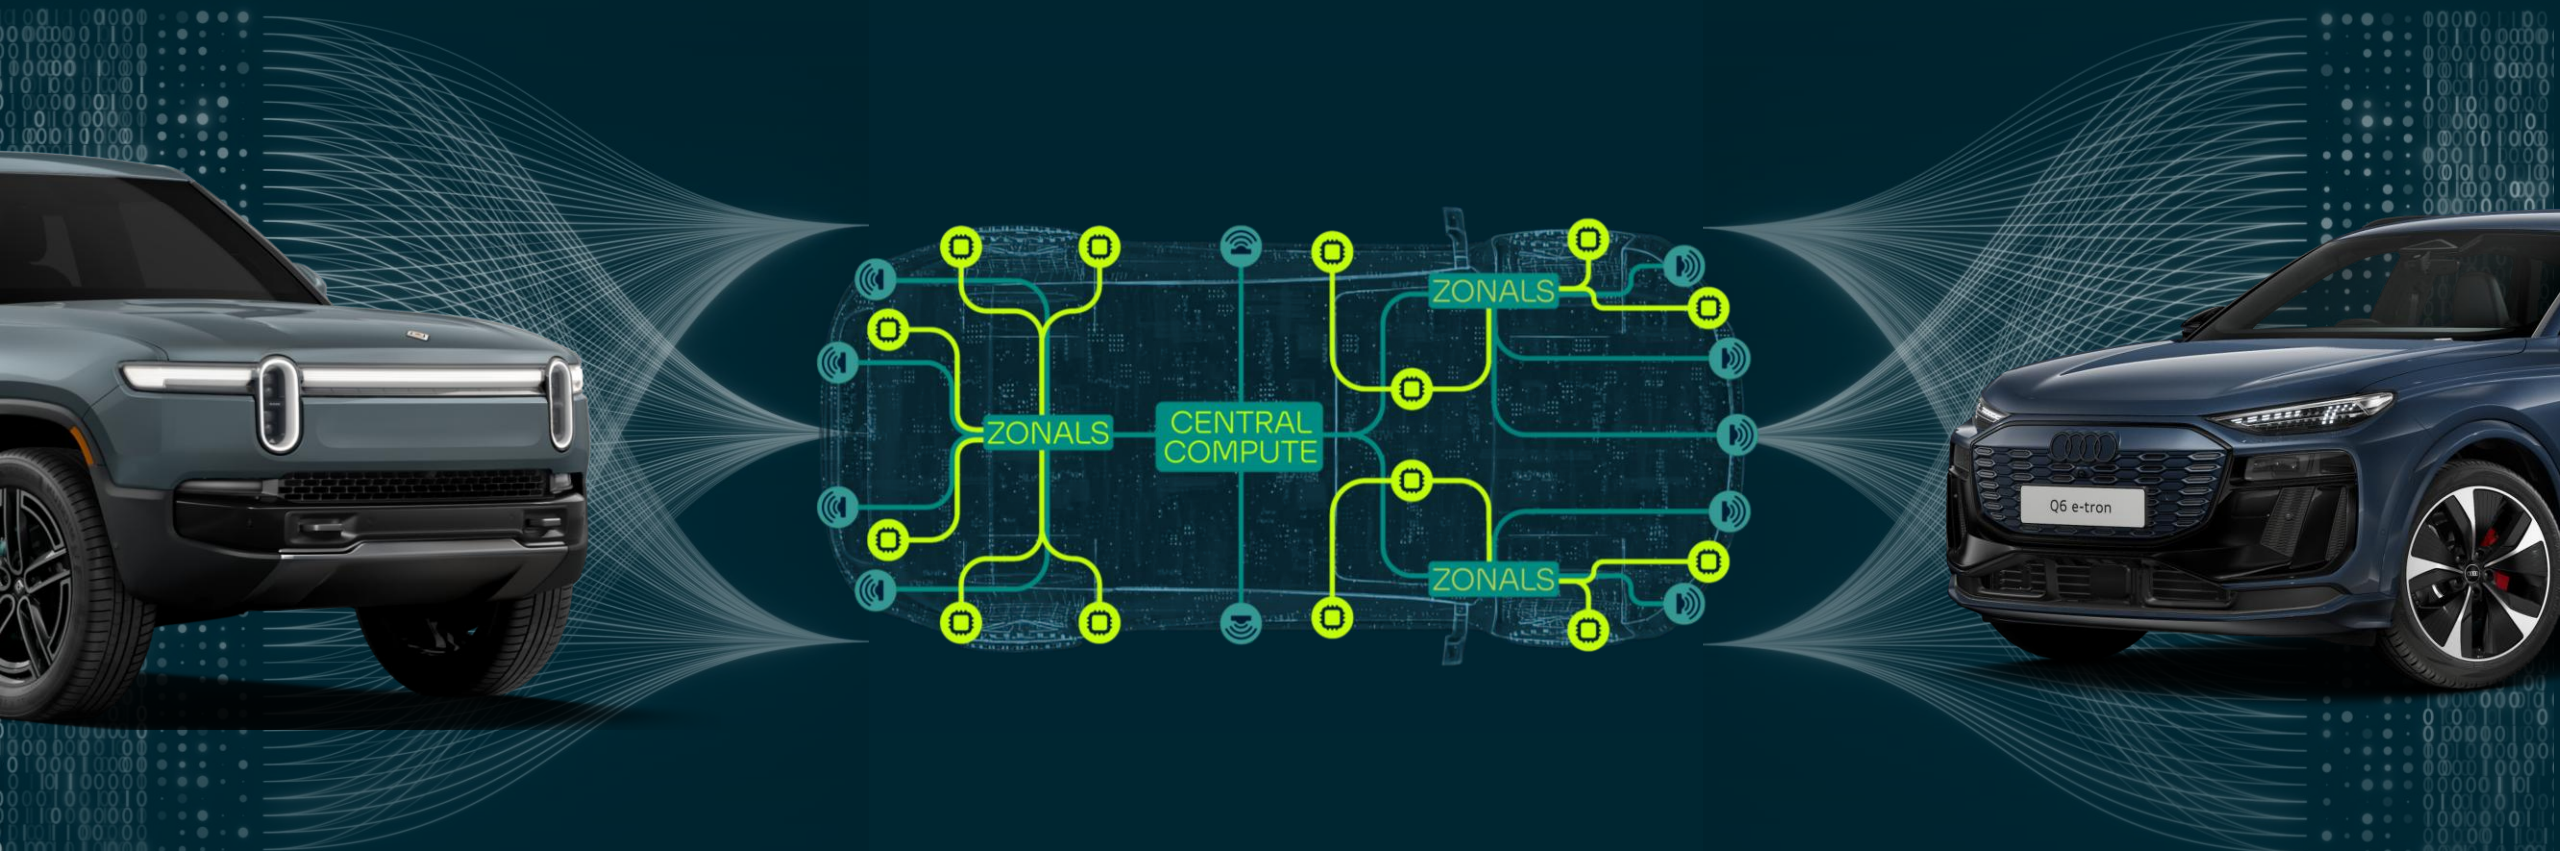 ZONALS
CENTRAL
COMPUTE
ZONALS
ZONALS
Q6 e-tron